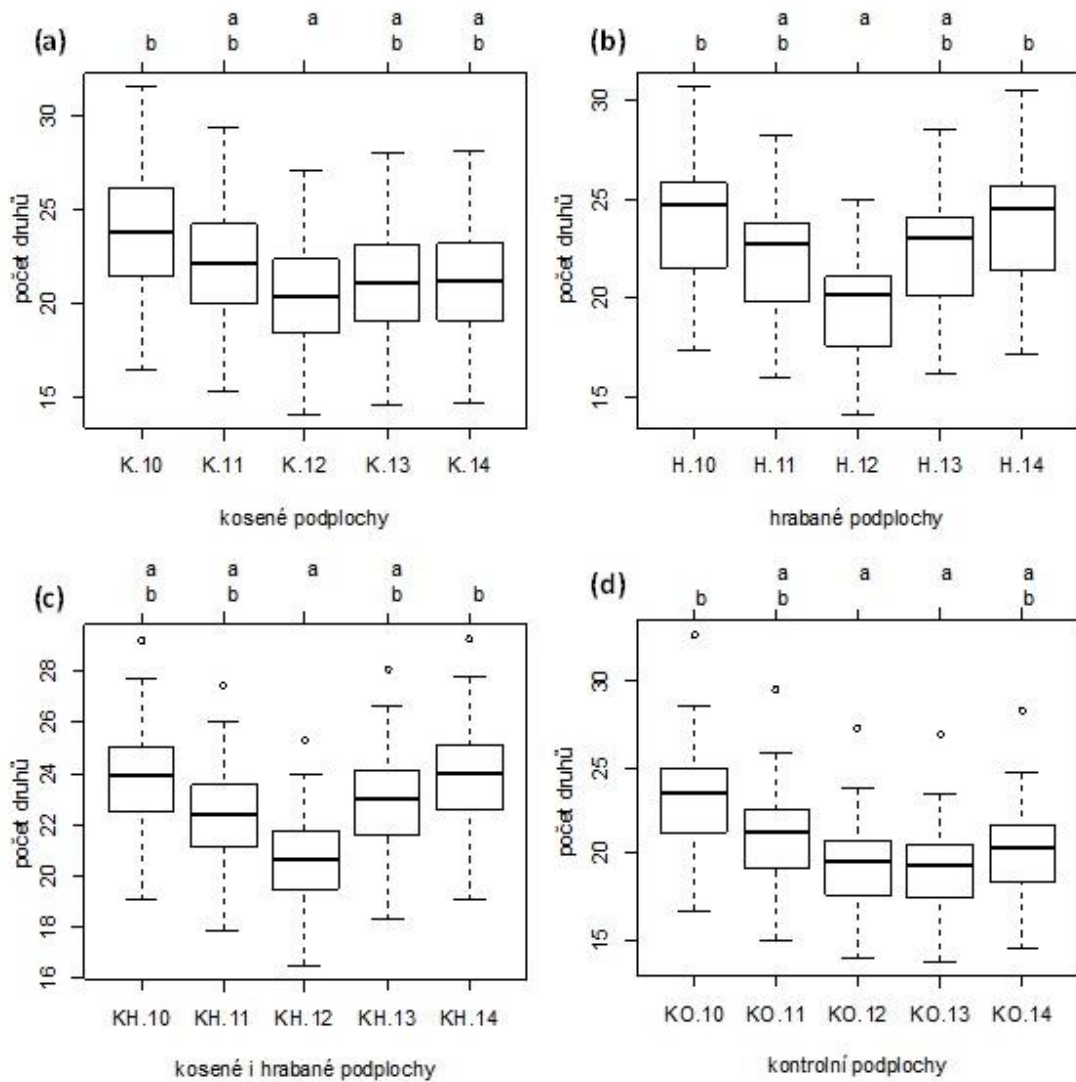 (a)
a a a a
b b b b
počet druhů
30
25
20
15
K.10 K.11 K.12 K.13 K.14
kosené podplochy
(b)
a a a
b b b b
počet druhů
30
25
20
15
H.10 H.11 H.12 H.13 H.14
hrabané podplochy
(c)
a a a a
b b b b
počet druhů
28
26
24
22
20
18
16
KH.10 KH.11 KH.12 KH.13 KH.14
kosené i hrabané podplochy
(d)
a a a a
b b b
počet druhů
30
25
20
15
KO.10 KO.11 KO.12 KO.13 KO.14
kontrolní podplochy